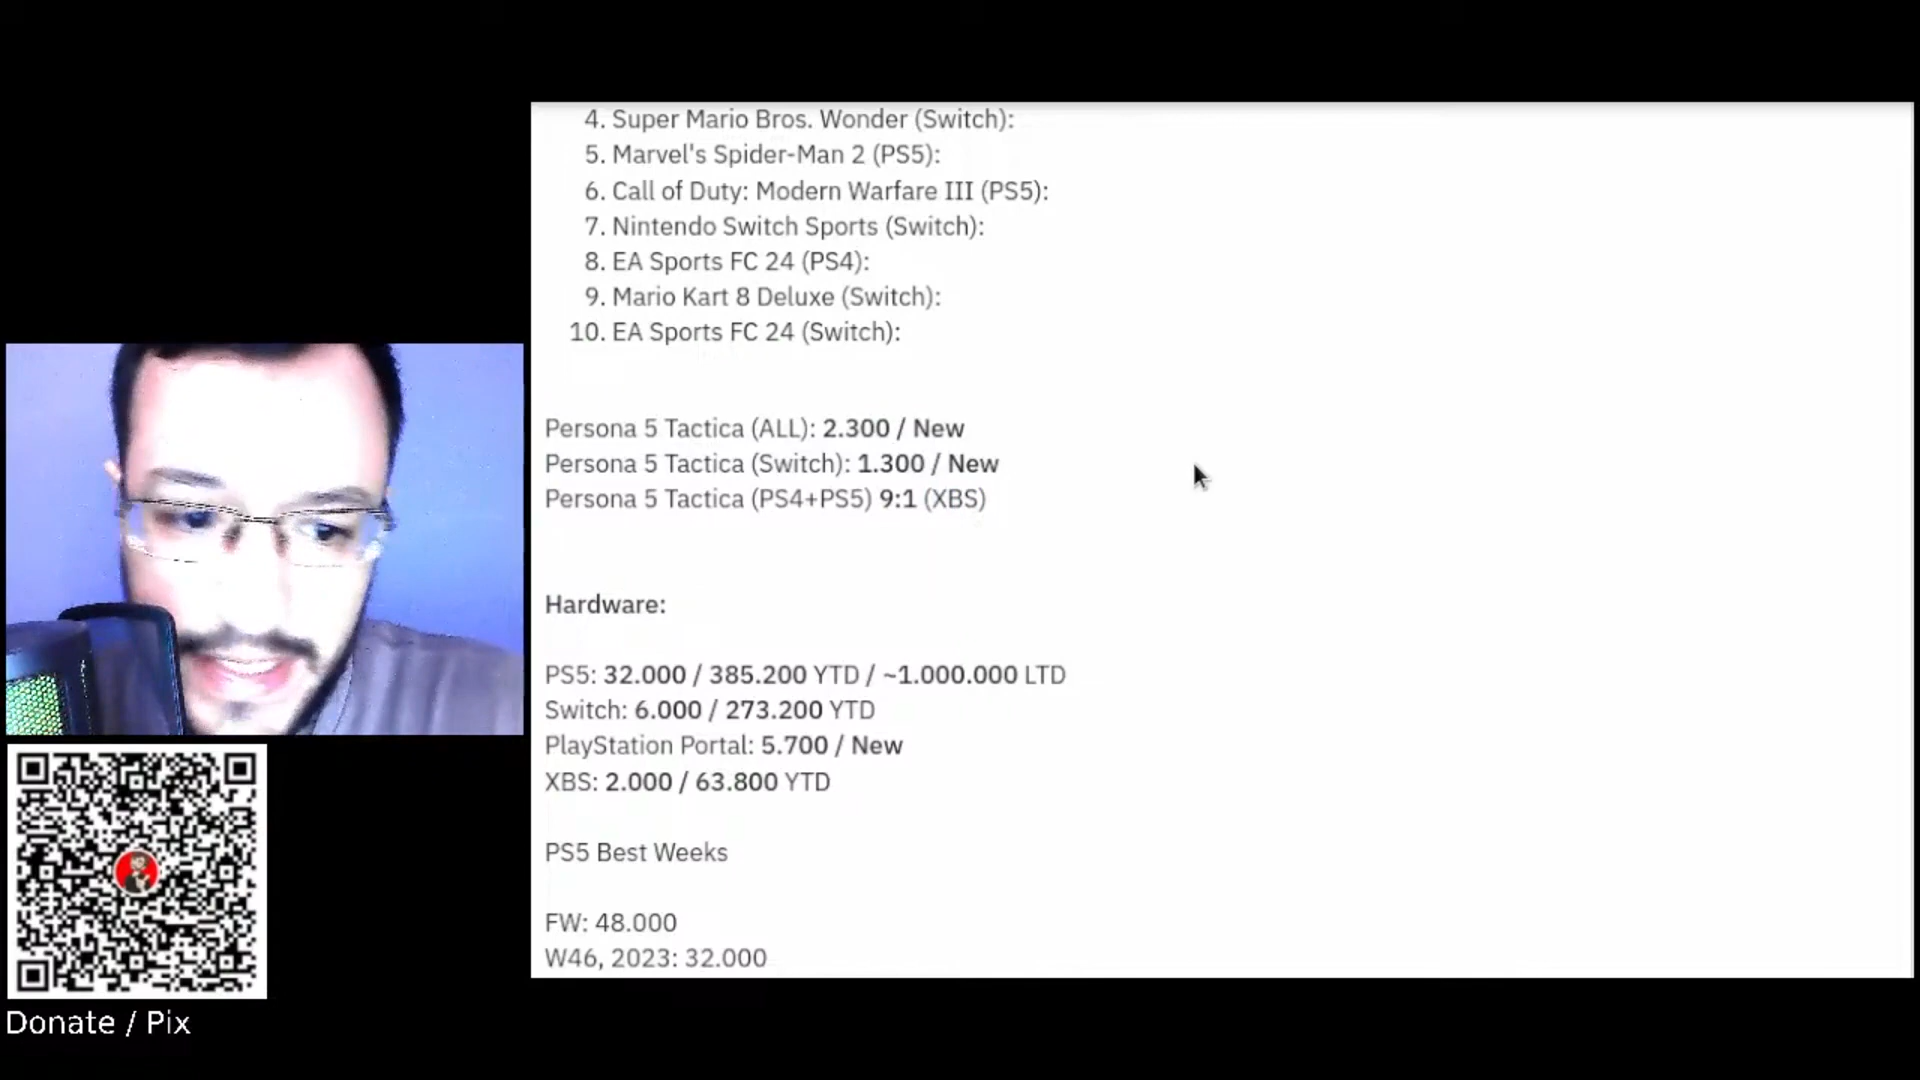 4. Super Mario Bros. Wonder (Switch):
5. Marvel's Spider-Man 2 (PS5):
6. Call of Duty: Modern Warfare III (PS5):
7. Nintendo Switch Sports (Switch):
8. EA Sports FC 24 (PS4):
9. Mario Kart 8 Deluxe (Switch):
10. EA Sports FC 24 (Switch):
Persona 5 Tactica (ALL): 2.300 / New
Persona 5 Tactica (Switch): 1.300 / New
Persona 5 Tactica (PS4+PS5) 9:1 (XBS)
Hardware:
PS5: 32.000 / 385.200 YTD / ~1.000.000 LTD
Switch: 6.000 / 273.200 YTD
PlayStation Portal: 5.700 / New
XBS: 2.000 / 63.800 YTD
PS5 Best Weeks
FW: 48.000
W46, 2023: 32.000
Donate / Pix